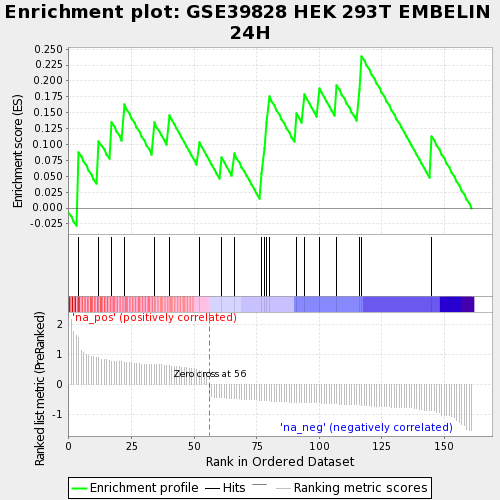 Enrichment plot: GSE39828 HEK 293T EMBELIN
24H
Enrichment score (ES)
0.250
0.225
0.200
0.175
0.150
0.125
0.100
0.075
0.050
0.025
0.000
-0.025
'na_pos' (positively correlated)
Ranked list metric (PreRanked)
2
1
0
-1
Zero cross at 56
'na_neg' (negatively correlated)
0
25
50
75
100
125
150
Rank in Ordered Dataset
Enrichment profile
Hits
Ranking metric scores